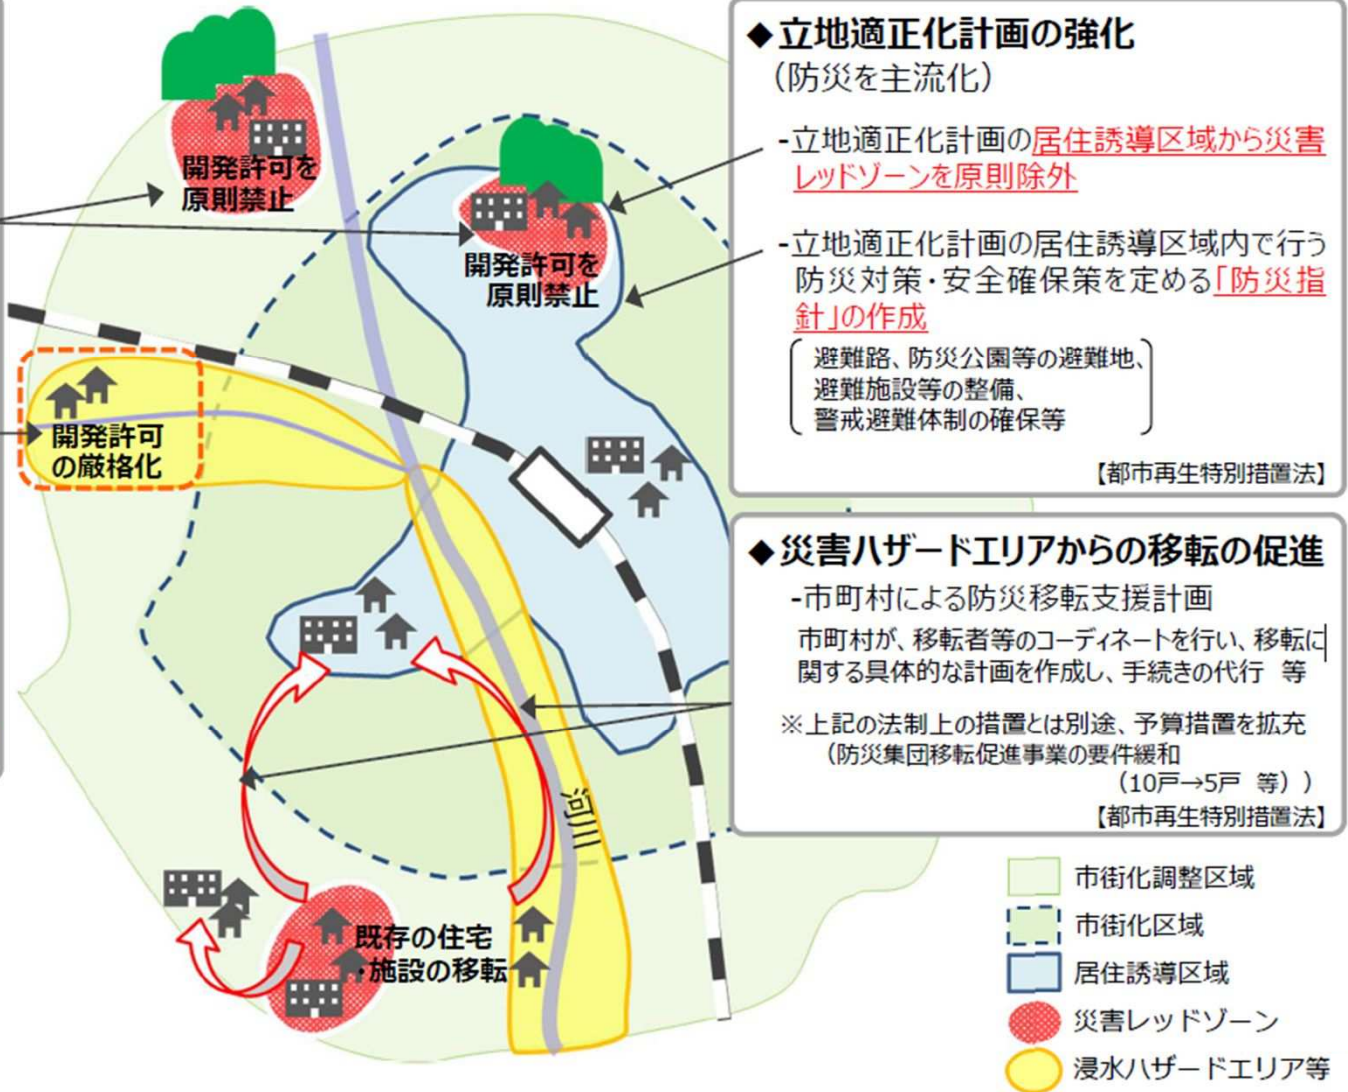 ◆立地適正化計画の強化
（防災を主流化）
-立地適正化計画の居住誘導区域から災害
レッドゾーンを原則除外
-立地適正化計画の居住誘導区域内で行う
防災対策・安全確保策を定める「防災指
針」の作成
避難路、防災公園等の避難地、
避難施設等の整備、
警戒避難体制の確保等
【都市再生特別措置法】
◆災害ハザードエリアからの移転の促進
-市町村による防災移転支援計画
市町村が、移転者等のコーディネートを行い、移転に
関する具体的な計画を作成し、手続きの代行 等
※上記の法制上の措置とは別途、予算措置を拡充
（防災集団移転促進事業の要件緩和
（10戸→5戸 等））
【都市再生特別措置法】
開発許可を
原則禁止
開発許可を
原則禁止
開発許可
の厳格化
河川
既存の住宅
・施設の移転
市街化調整区域
市街化区域
居住誘導区域
災害レッドゾーン
浸水ハザードエリア等